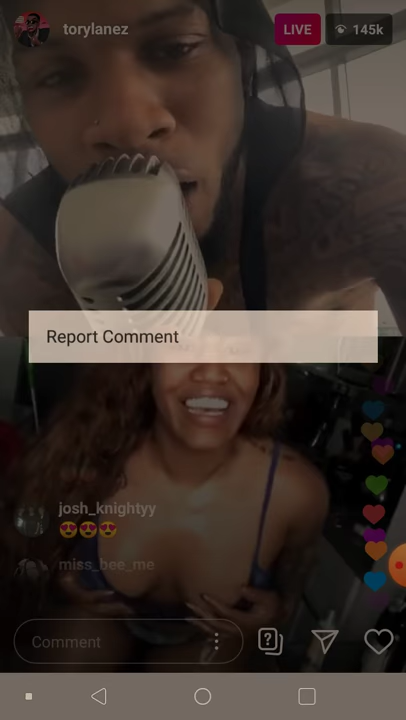 torylanez
LIVE
145k
Report Comment
josh_knightyy
miss_bee_me
Comment